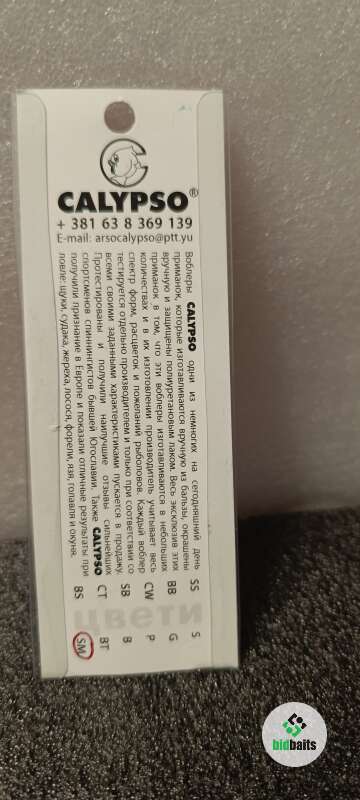 CALYPSO®
+ 381 63 8 369 139
E-mail: arsocalypso@ptt.yu
Воблеры CALYPSO одни из немногих на сегодняшний день
приманок, которые изготавливаются вручную из бальзы, окрашены
вручную и защищены полиуретановым лаком. Весь эксклюзив этих
приманок в том, что эти воблеры изготавливаются в небольших
количествах и в их изготовлении производитель учитывает весь
спектр форм, расцветок и пожеланий рыболовов. Каждый воблер
тестируется отдельно производителем и только при соответствии со
всеми своими заданными характеристиками пускается в продажу.
Протестированы и получили наилучшие отзывы сильнейших
спортсменов спиннингистов бывшей Югославии. Также CALYPSO
получили признание в Европе и показали отличные результаты при
ловле: щуки, судака, жереха, лосося, форели, язя, голавля и окуня.
SS BB CW SB CT BS
S G P B BT SM
цвети
bidbaits